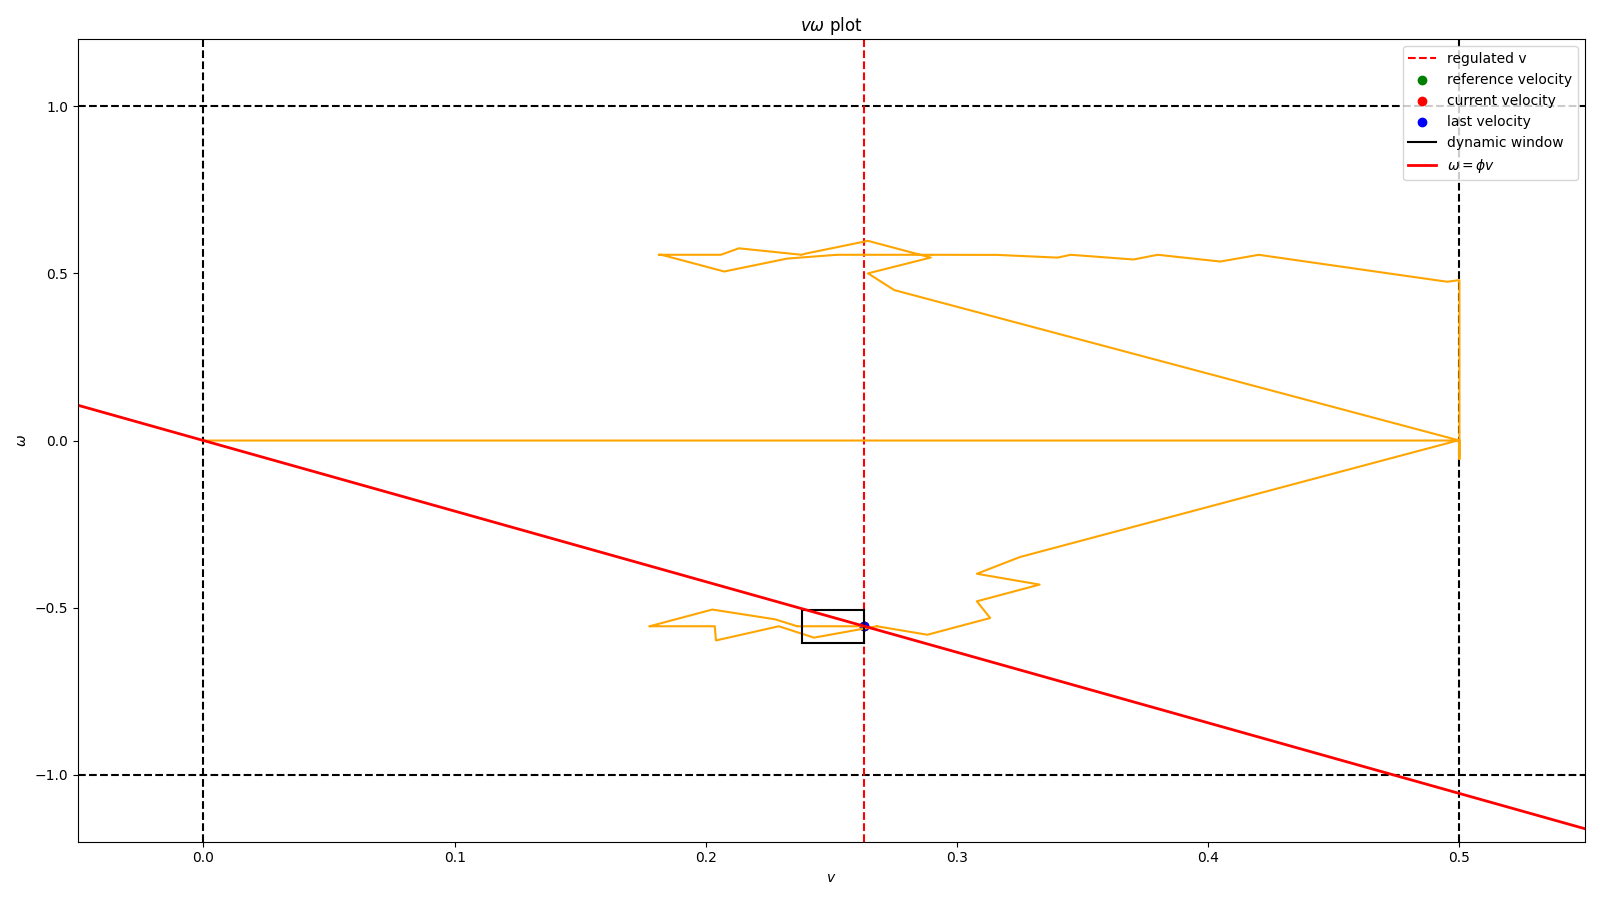 vω plot
regulated v
reference velocity
current velocity
last velocity
dynamic window
ω = ϕv
1.0
0.5
0.0
−0.5
−1.0
ω
0.0 0.1 0.2 0.3 0.4 0.5
v